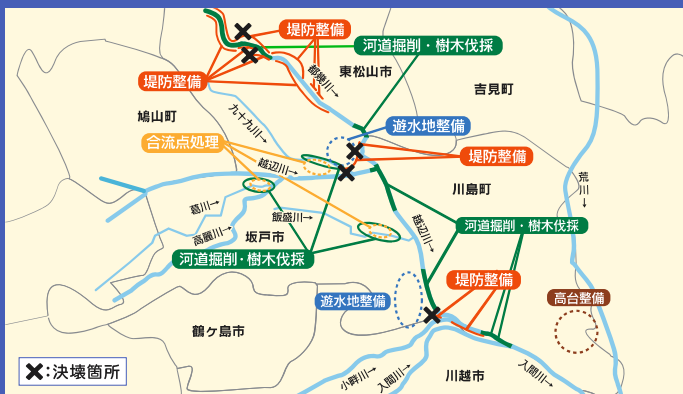 堤防整備
河道掘削・樹木伐採
都幾川→
東松山市
堤防整備
吉見町
鳩山町
九十九川→
遊水地整備
合流点処理
堤防整備
越辺川→
荒川→
川島町
葛川→
飯盛川→
越辺川→
河道掘削・樹木伐採
高麗川→
坂戸市
河道掘削・樹木伐採
堤防整備
遊水地整備
高台整備
鶴ヶ島市
✖:決壊箇所
小畔川→
入間川→
川越市
入間川→